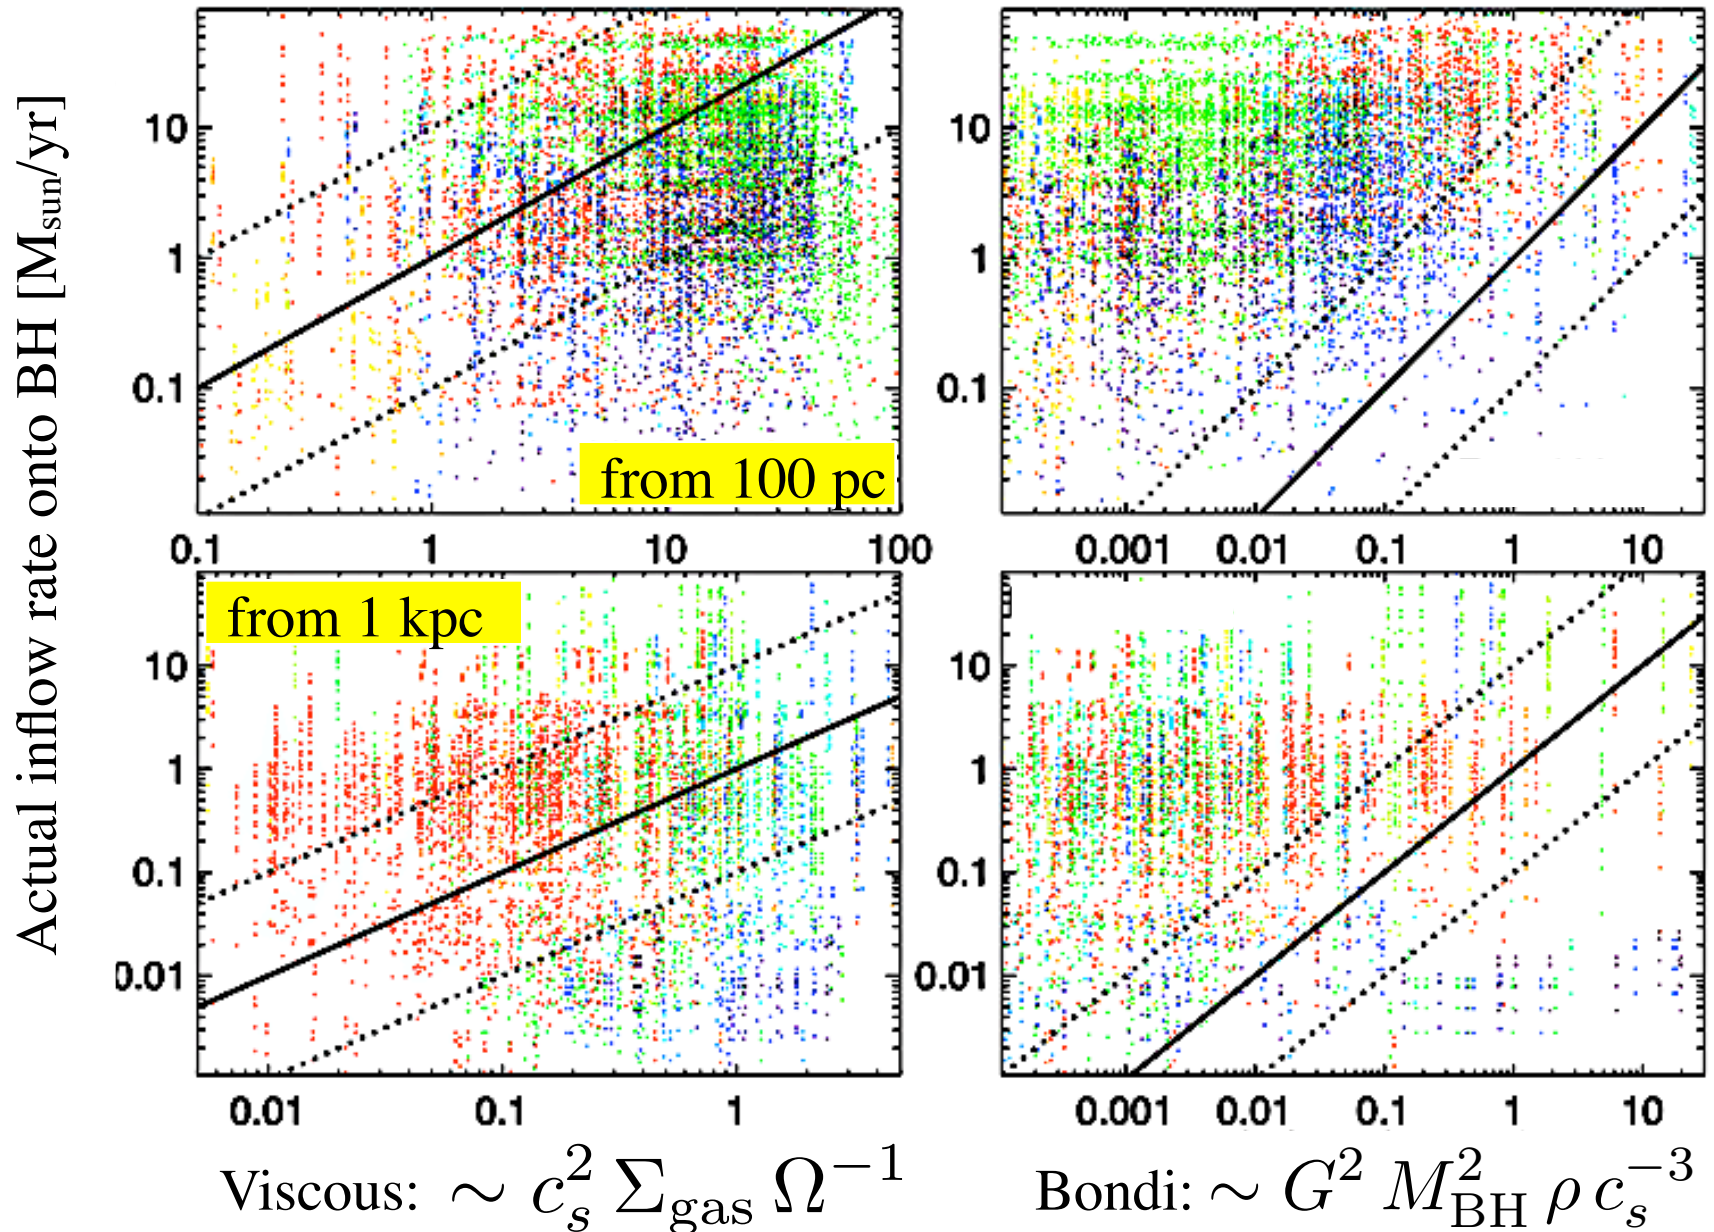 Actual inflow rate onto BH [M_sun/yr]
10
1
0.1
from 100 pc
0.1 1 10 100
10
1
0.1
0.001 0.01 0.1 1 10
from 1 kpc
10
1
0.1
0.01
0.01 0.1 1
10
1
0.1
0.01
0.001 0.01 0.1 1 10
Viscous: ∼ c_s^2 Σ_gas Ω^−1
Bondi: ∼ G^2 M_BH^2 ρ c_s^−3